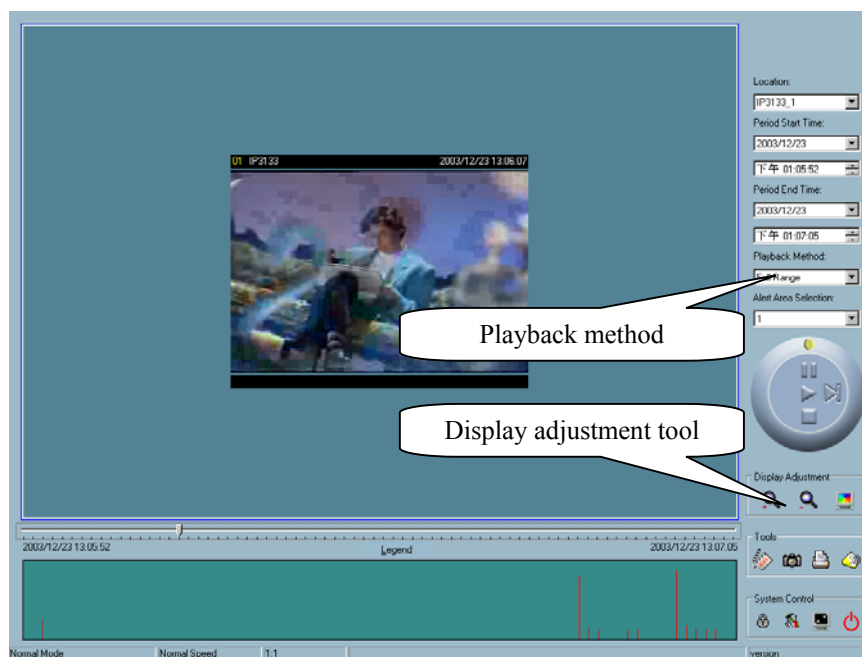 01 IP3133 2003/12/23 13:06:07
Location:
IP3133_1
Period Start Time:
2003/12/23
下午 01:05:52
Period End Time:
2003/12/23
下午 01:07:05
Playback Method:
Full Range
Alert Area Selection:
1
Playback method
Display adjustment tool
Display Adjustment
2003/12/23 13:05:52 Legend 2003/12/23 13:07:05
Tools
System Control
Normal Mode Normal Speed 1:1 version